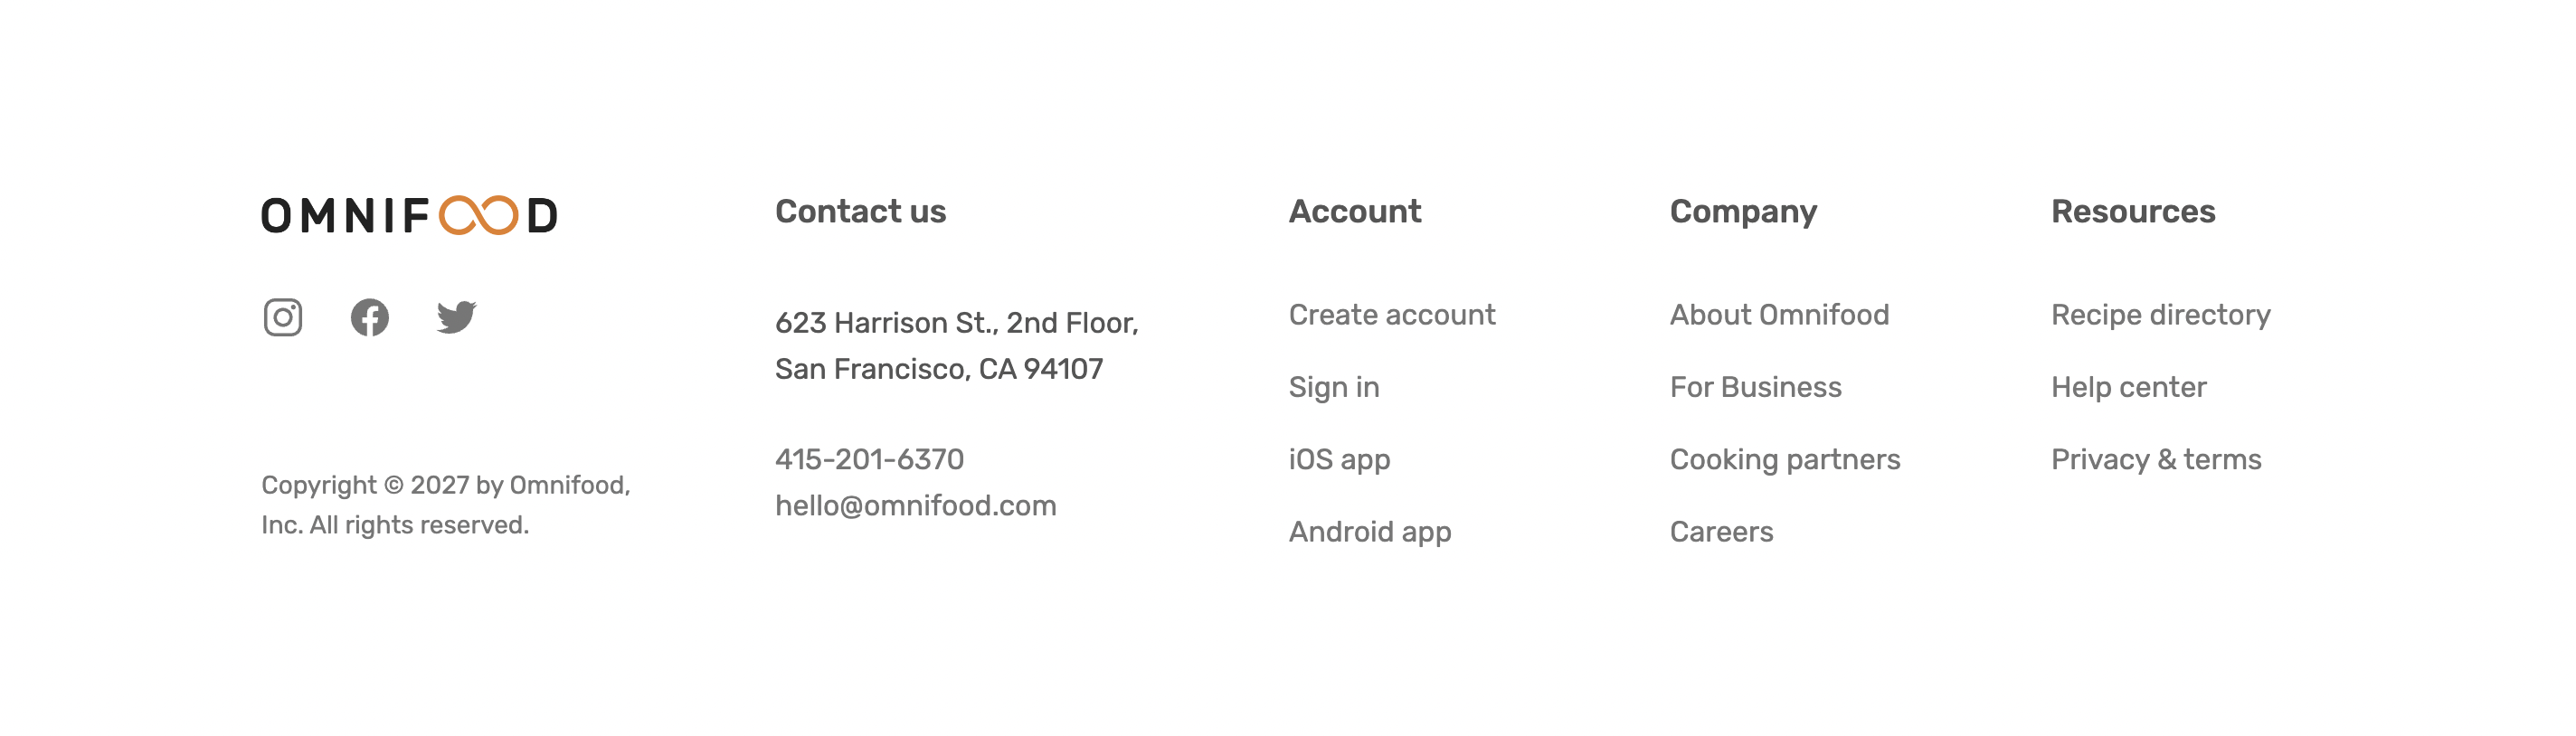 OMNIFOOD
Copyright © 2027 by Omnifood,
Inc. All rights reserved.
Contact us
623 Harrison St., 2nd Floor,
San Francisco, CA 94107
415-201-6370
hello@omnifood.com
Account
Create account
Sign in
iOS app
Android app
Company
About Omnifood
For Business
Cooking partners
Careers
Resources
Recipe directory
Help center
Privacy & terms